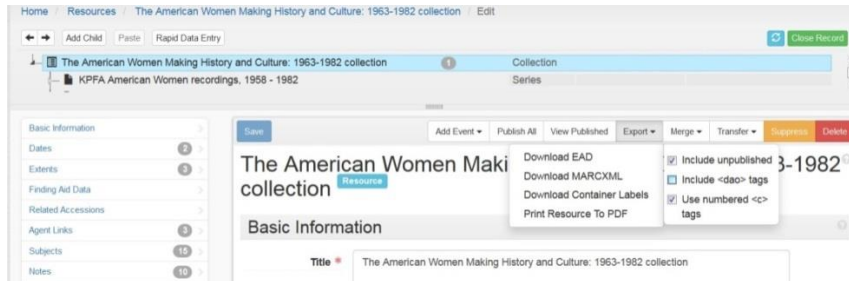 Home / Resources / The American Women Making History and Culture: 1963-1982 collection / Edit
Add Child Paste Rapid Data Entry Close Record
The American Women Making History and Culture: 1963-1982 collection 1 Collection
KPFA American Women recordings, 1958 - 1982 Series
Basic Information
Dates 2
Extents 3
Finding Aid Data
Related Accessions
Agent Links 3
Subjects 15
Notes 10
Save Add Event Publish All View Published Export Merge Transfer Suppress Delete
Download EAD
Download MARCXML
Download Container Labels
Print Resource To PDF
Include unpublished
Include <dao> tags
Use numbered <c>
tags
The American Women Maki 3-1982
collection Resource
Basic Information
Title * The American Women Making History and Culture: 1963-1982 collection